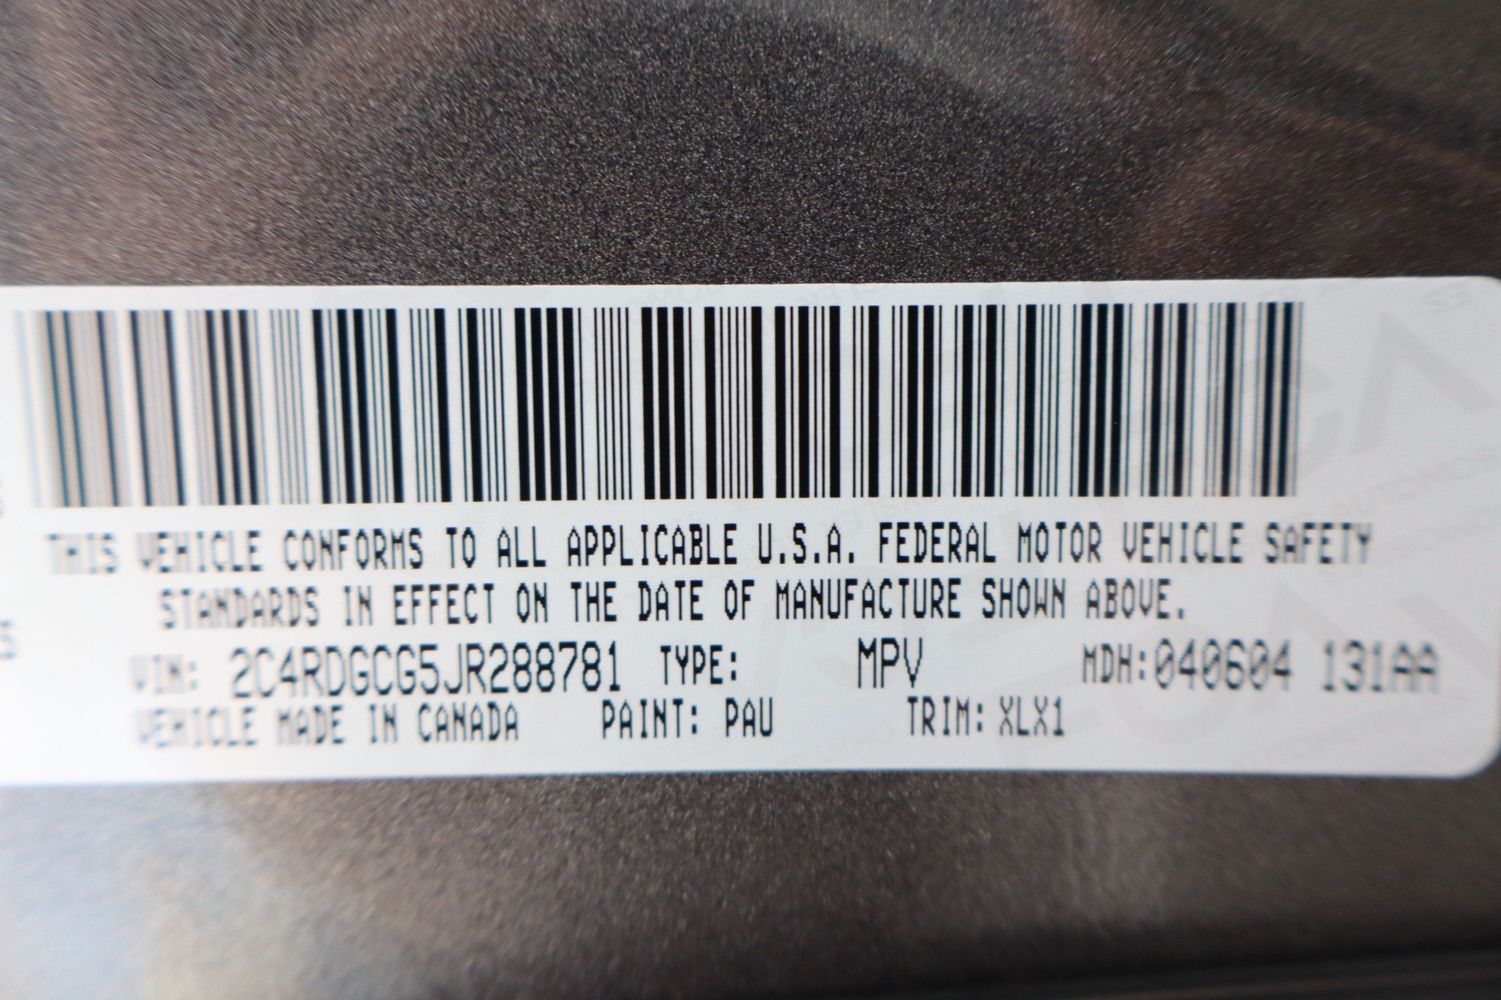 THIS VEHICLE CONFORMS TO ALL APPLICABLE U.S.A. FEDERAL MOTOR VEHICLE SAFETY
STANDARDS IN EFFECT ON THE DATE OF MANUFACTURE SHOWN ABOVE.
VIN: 2C4RDGCG5JR288781 TYPE: MPV MDH:040604 131AA
VEHICLE MADE IN CANADA PAINT: PAU TRIM: XLX1